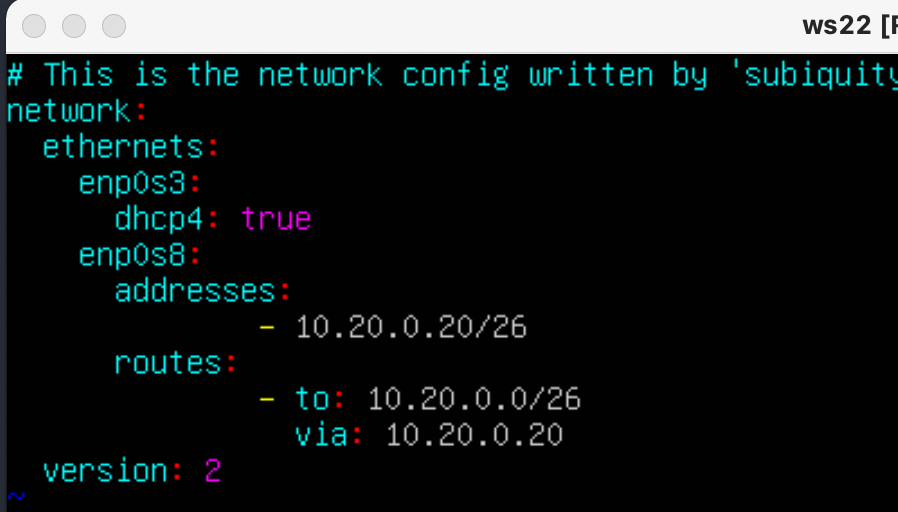 ws22
# This is the network config written by 'subiquity
network:
  ethernets:
    enp0s3:
      dhcp4: true
    enp0s8:
      addresses:
              - 10.20.0.20/26
      routes:
              - to: 10.20.0.0/26
                via: 10.20.0.20
  version: 2
~